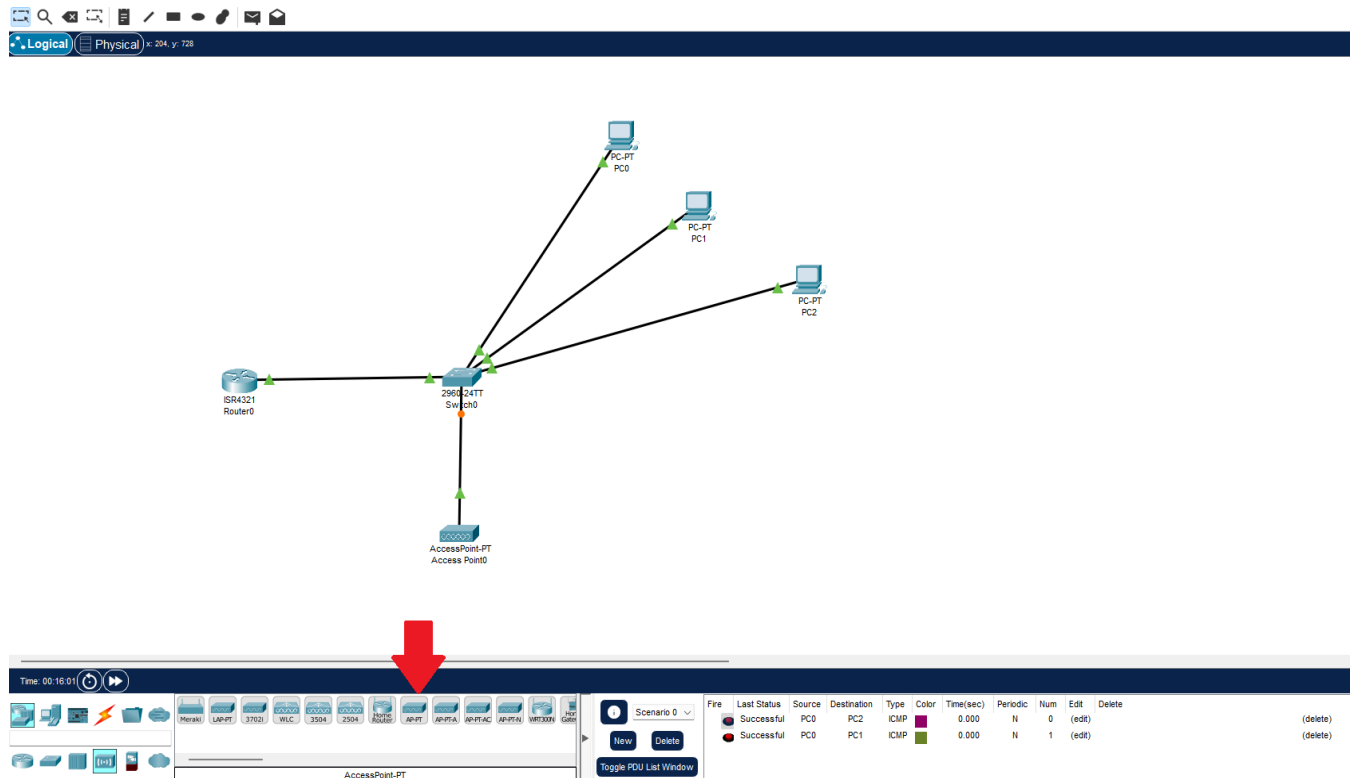 Logical
Physical
x: 204, y: 728
PC-PT
PC0
PC-PT
PC1
PC-PT
PC2
ISR4321
Router0
2960-24TT
Switch0
AccessPoint-PT
Access Point0
Time: 00:16:01
Meraki LAP-PT 3702i WLC 3504 2504 Home Router AP-PT AP-PT-A AP-PT-AC AP-PT-N WRT300N
AccessPoint-PT
Scenario 0
New Delete
Toggle PDU List Window
Fire Last Status Source Destination Type Color Time(sec) Periodic Num Edit Delete
Successful PC0 PC2 ICMP 0.000 N 0 (edit) (delete)
Successful PC0 PC1 ICMP 0.000 N 1 (edit) (delete)